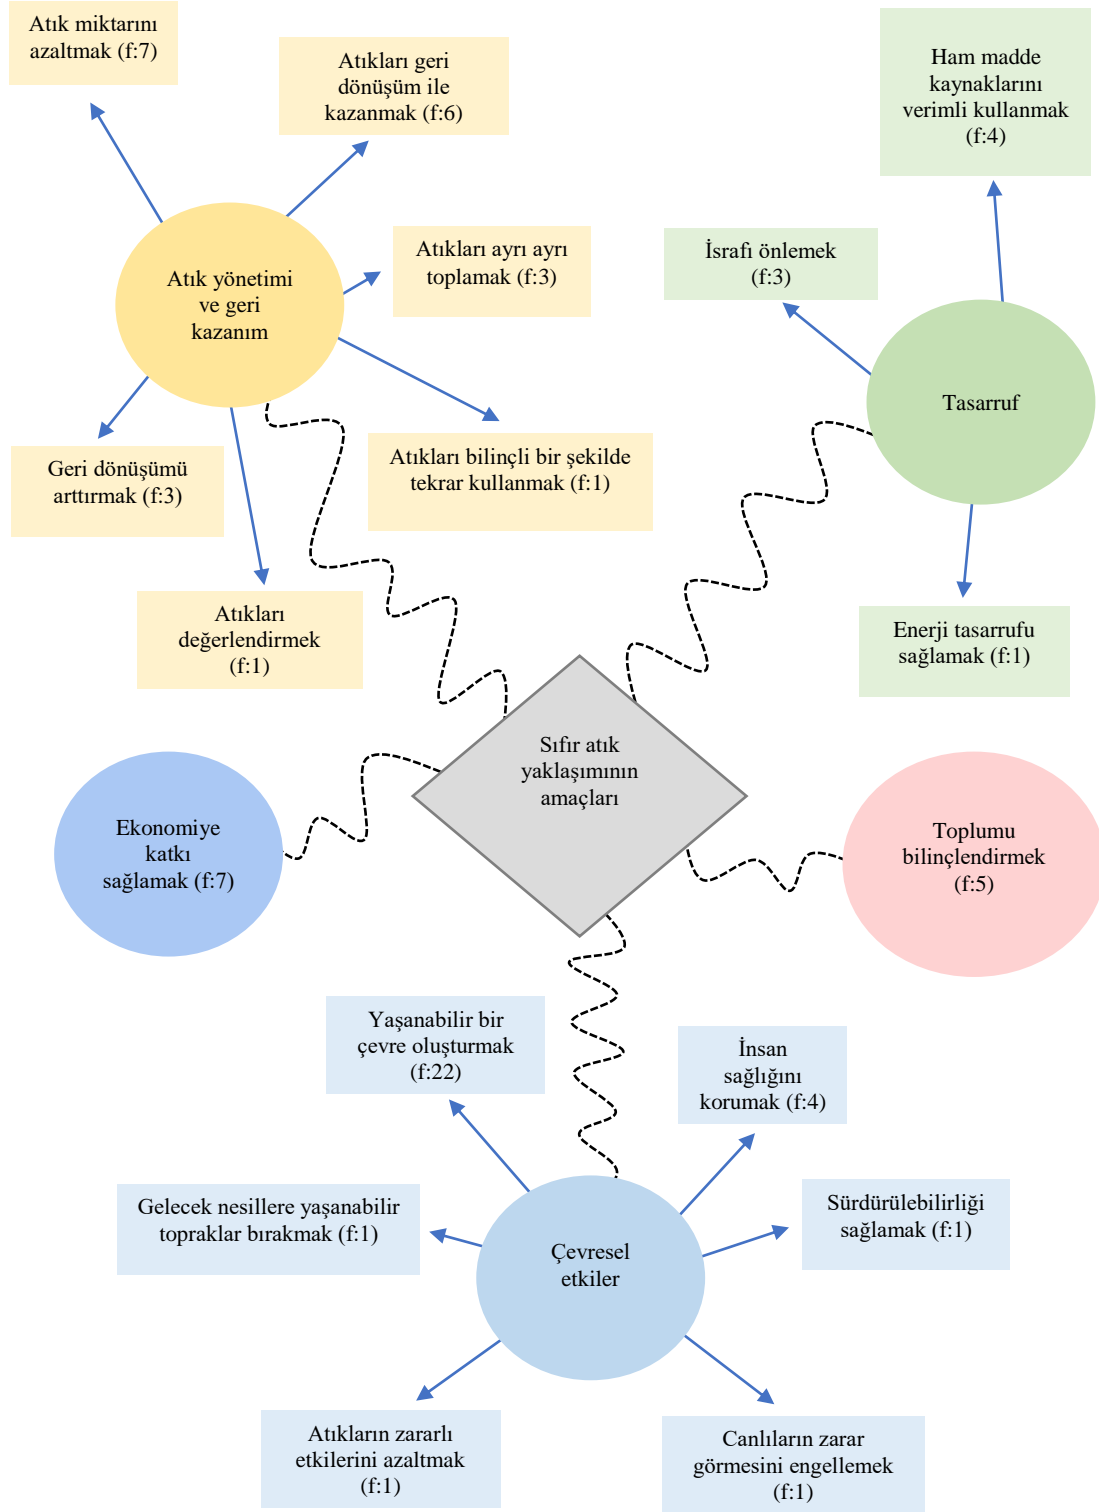 Atık miktarını
azaltmak (f:7)
Atıkları geri
dönüşüm ile
kazanmak (f:6)
Ham madde
kaynaklarını
verimli kullanmak
(f:4)
Atık yönetimi
ve geri
kazanım
Atıkları ayrı ayrı
toplamak (f:3)
İsrafı önlemek
(f:3)
Tasarruf
Geri dönüşümü
arttırmak (f:3)
Atıkları bilinçli bir şekilde
tekrar kullanmak (f:1)
Atıkları
değerlendirmek
(f:1)
Enerji tasarrufu
sağlamak (f:1)
Sıfır atık
yaklaşımının
amaçları
Ekonomiye
katkı
sağlamak (f:7)
Toplumu
bilinçlendirmek
(f:5)
Yaşanabilir bir
çevre oluşturmak
(f:22)
İnsan
sağlığını
korumak (f:4)
Gelecek nesillere yaşanabilir
topraklar bırakmak (f:1)
Sürdürülebilirliği
sağlamak (f:1)
Çevresel
etkiler
Atıkların zararlı
etkilerini azaltmak
(f:1)
Canlıların zarar
görmesini engellemek
(f:1)